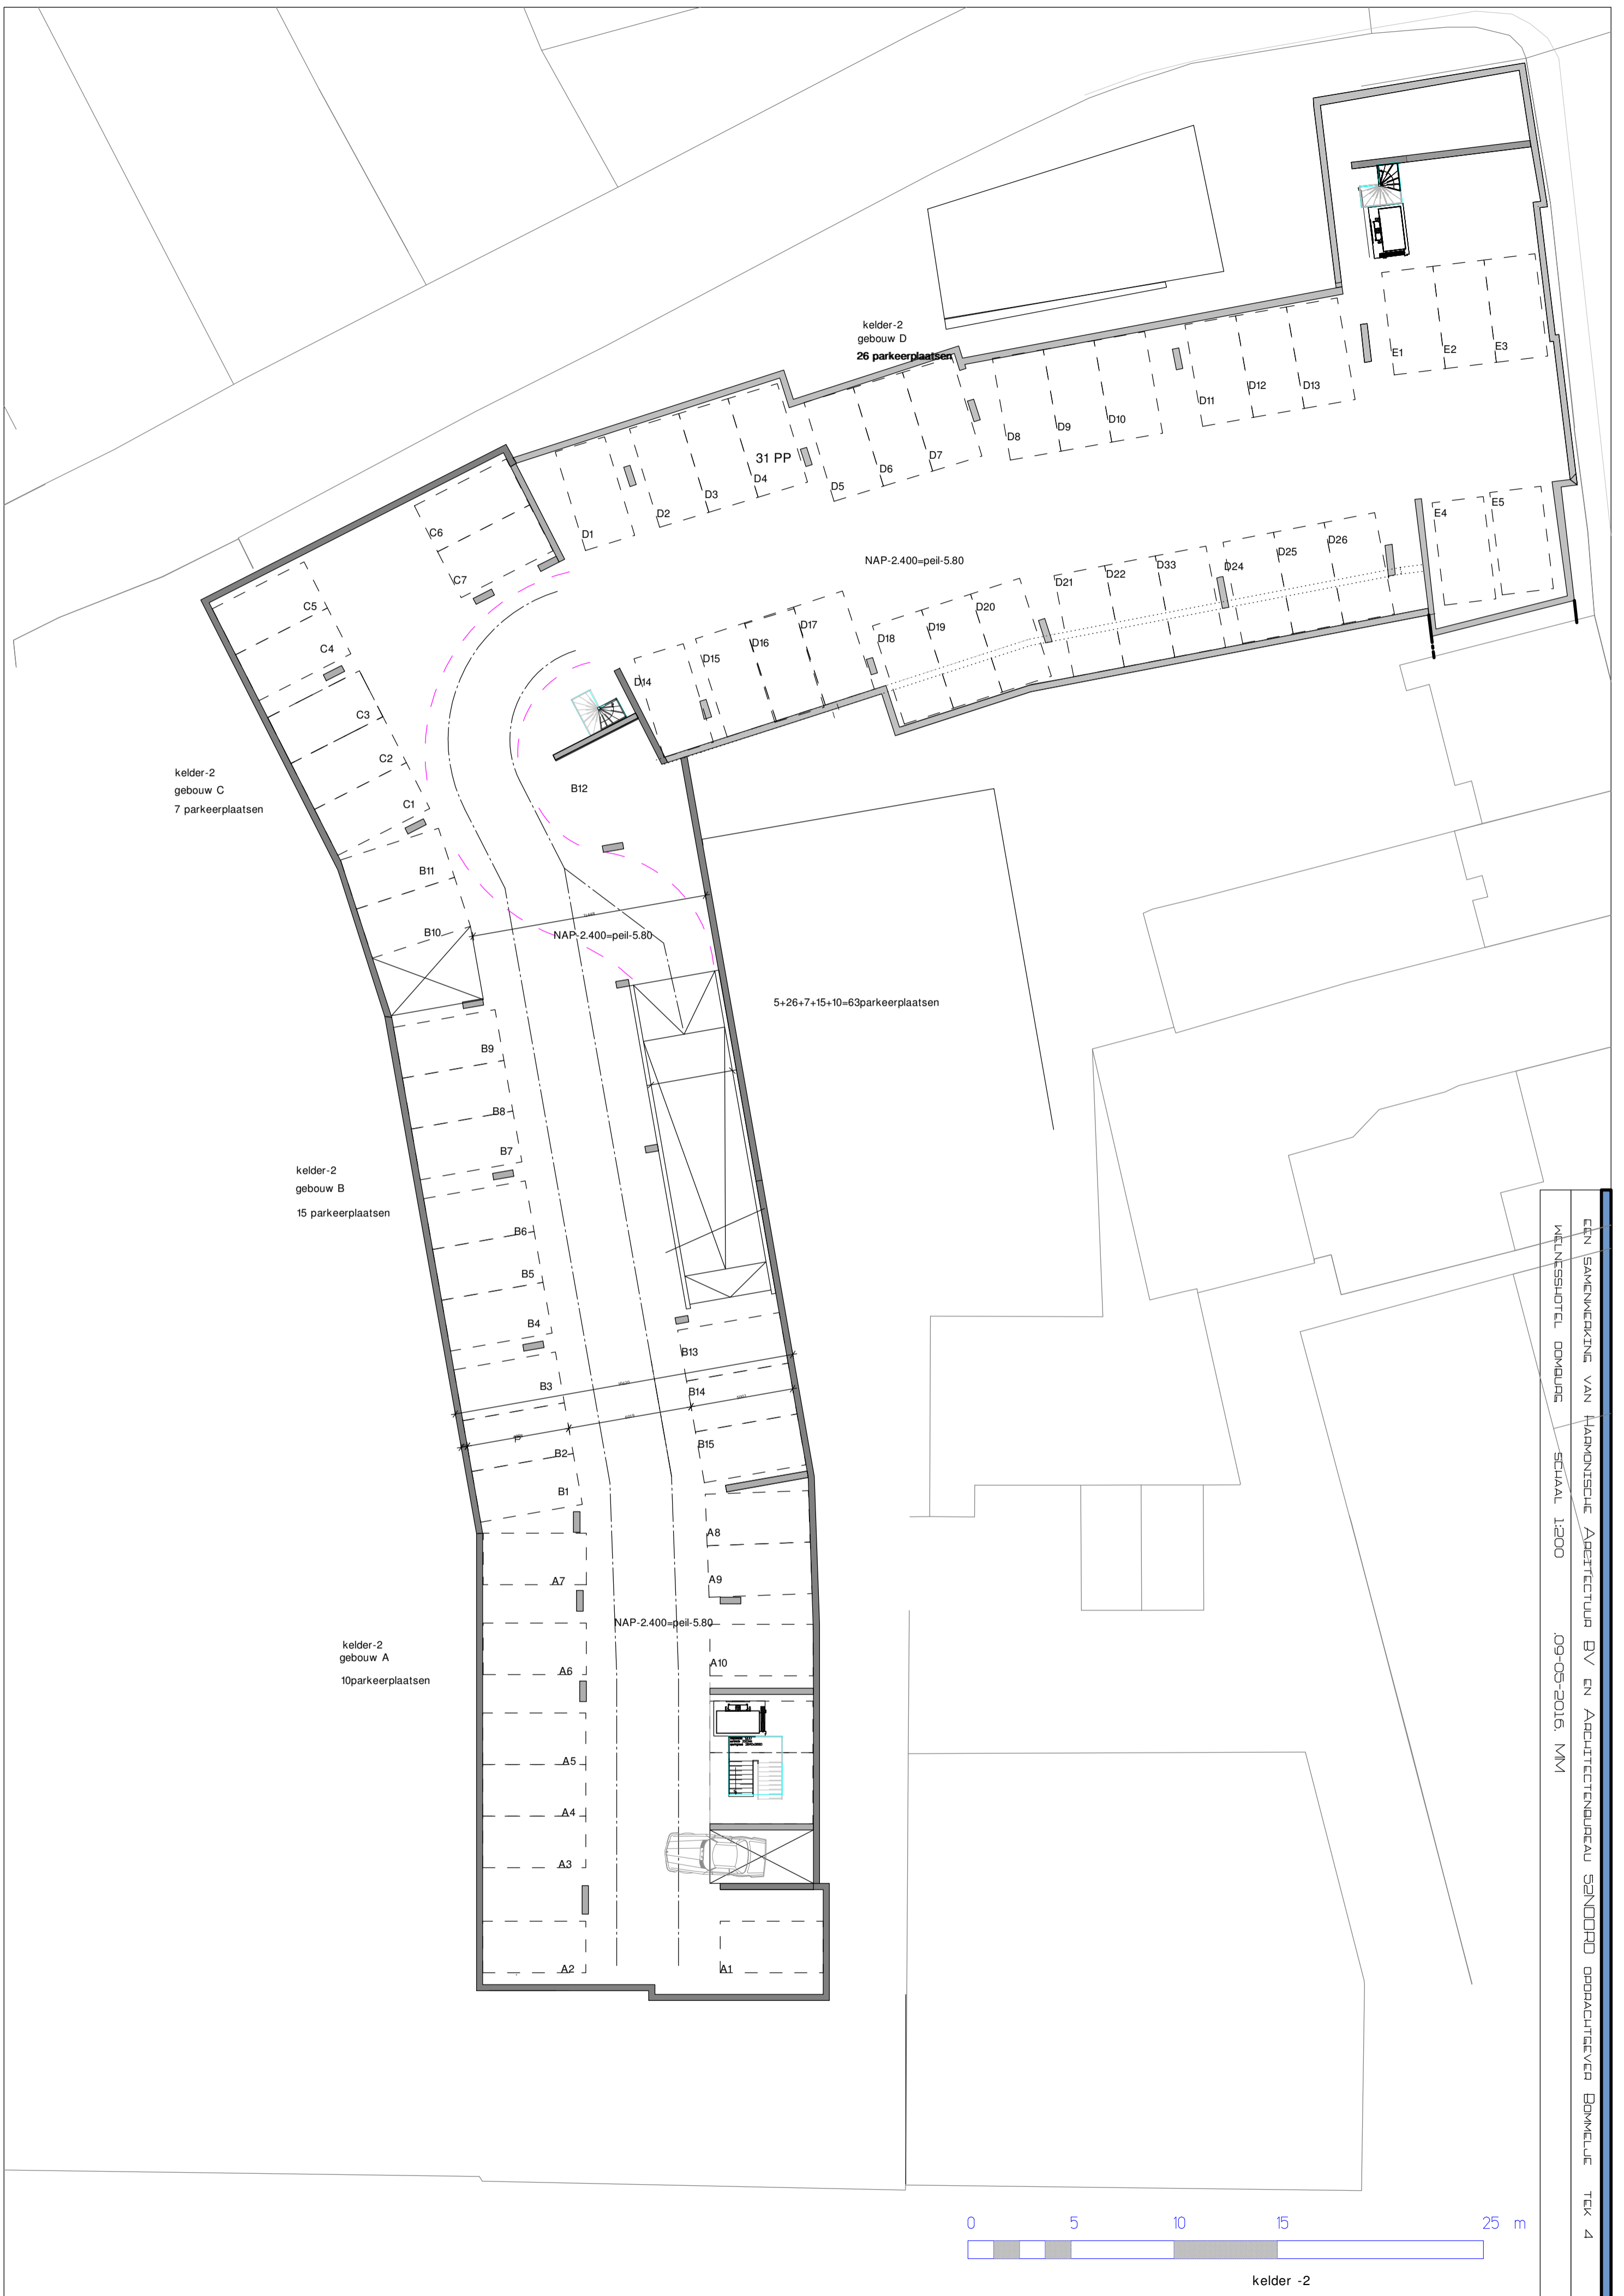 kelder-2
gebouw D
26 parkeerplaatsen
E1
E2
E3
D11
D12
D13
D8
D9
D10
D5
D6
D7
31 PP
D1
D2
D3
D4
C6
C7
E4
E5
NAP-2.400=peil-5.80
D21
D22
D33
D24
D25
D26
D18
D19
D20
D14
D15
D16
D17
C5
C4
C3
C2
C1
kelder-2
gebouw C
7 parkeerplaatsen
B12
B11
B10
NAP-2.400=peil-5.80
5+26+7+15+10=63parkeerplaatsen
B9
B8
B7
kelder-2
gebouw B
15 parkeerplaatsen
B6
B5
B4
B13
B3
B14
B2
B15
B1
A8
A7
A9
NAP-2.400=peil-5.80
kelder-2
gebouw A
10parkeerplaatsen
A6
A10
A5
A4
A3
A2
A1
EEN SAMENWERKING VAN HARMONISCHE ARCITECTUUR BV EN ARCHITECTENBUREAU 52NOORD OPDRACHTGEVER BOMMELJE TEK 4
WELNESSHOTEL DOMBURG SCHAAL 1:200 .09-05-2016. MM
0 5 10 15 25 m
kelder -2